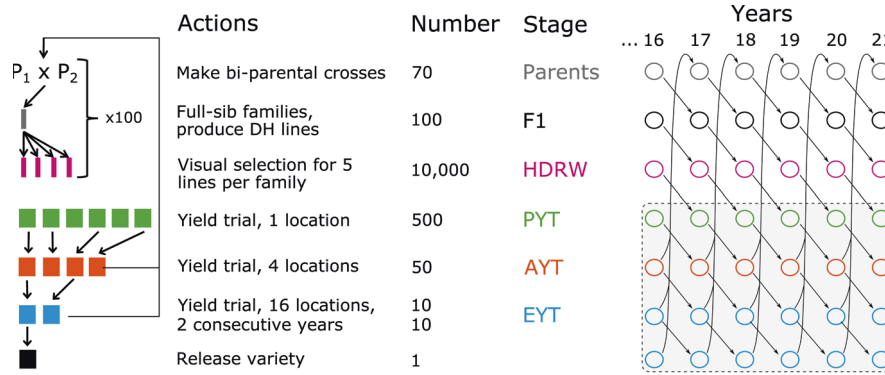 Actions Number Stage Years
... 16 17 18 19 20 21
P1 x P2 Make bi-parental crosses 70 Parents
x100
Full-sib families,
produce DH lines 100 F1
Visual selection for 5
lines per family 10,000 HDRW
Yield trial, 1 location 500 PYT
Yield trial, 4 locations 50 AYT
Yield trial, 16 locations, 10 EYT
2 consecutive years 10
Release variety 1